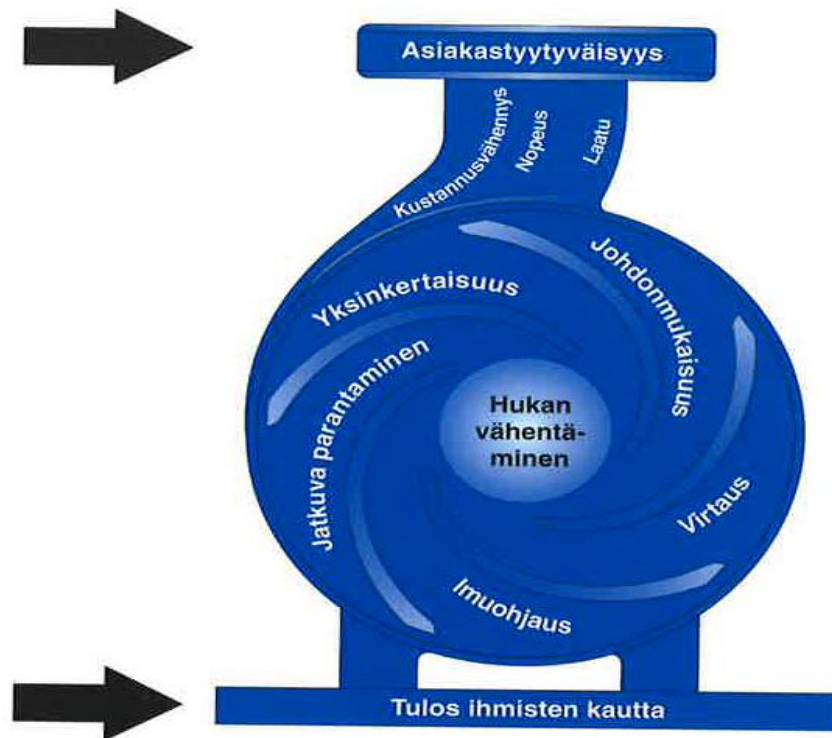 Asiakastyytyväisyys
Kustannusvähennys
Nopeus
Laatu
Yksinkertaisuus
Johdonmukaisuus
Jatkuva parantaminen
Hukan
vähentä-
minen
Virtaus
Imuohjaus
Tulos ihmisten kautta